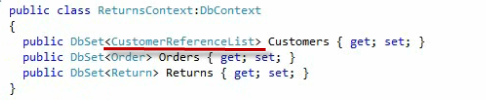 public class ReturnsContext:DbContext
{
public DbSet<CustomerReferenceList> Customers { get; set; }
public DbSet<Order> Orders { get; set; }
public DbSet<Return> Returns { get; set; }